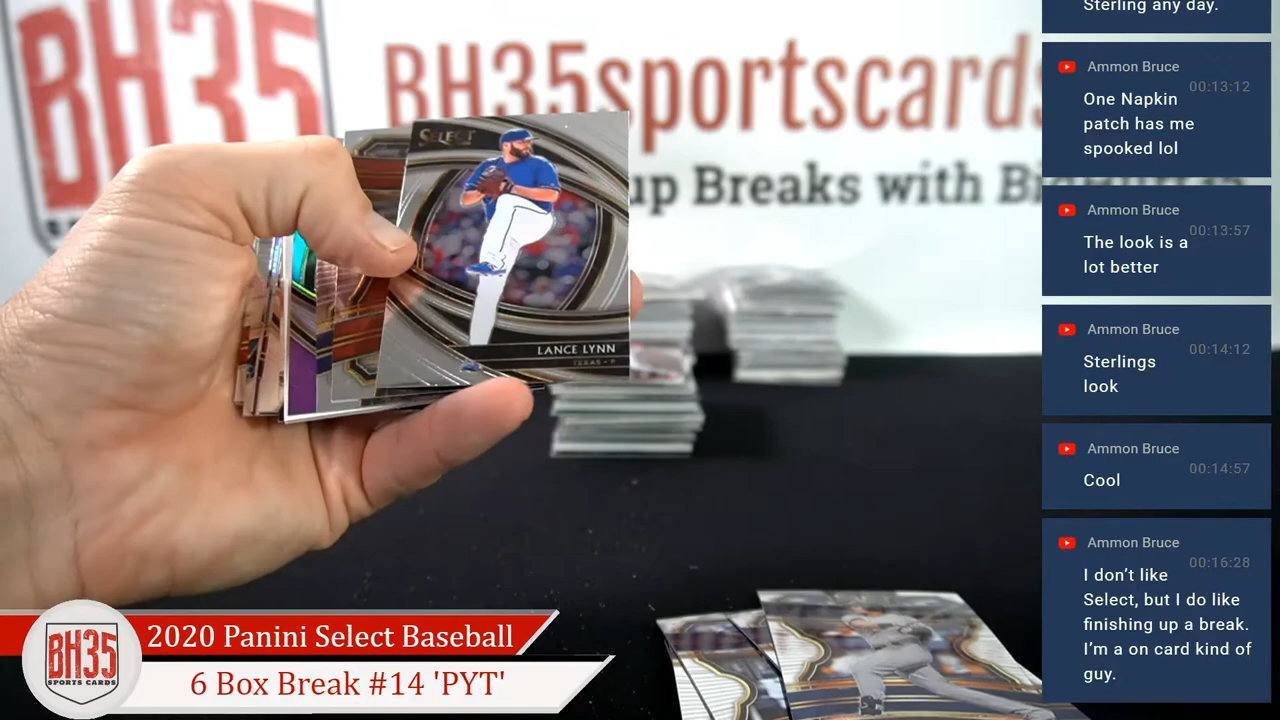 BH35
SPORTS
BH35sportscards
up Breaks with Bi
SELECT
LANCE LYNN
TEXAS • P
Sterling any day.
Ammon Bruce
00:13:12
One Napkin
patch has me
spooked lol
Ammon Bruce
00:13:57
The look is a
lot better
Ammon Bruce
00:14:12
Sterlings
look
Ammon Bruce
00:14:57
Cool
Ammon Bruce
00:16:28
I don't like
Select, but I do like
finishing up a break.
I'm a on card kind of
guy.
BH35
SPORTS CARDS
2020 Panini Select Baseball
6 Box Break #14 'PYT'